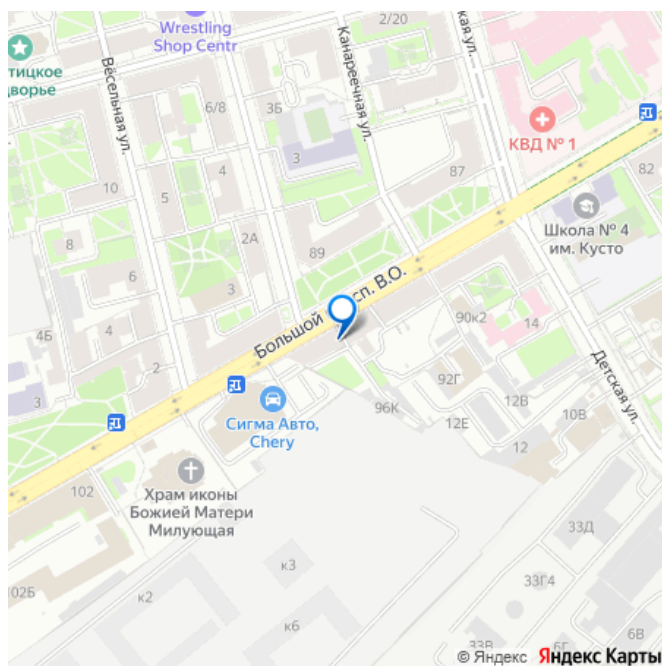 2/20
Wrestling
Shop Centr
тицкое
дворье
Весельная ул.
Канареечная ул.
кая ул.
6/8
3Б
3
4
10
5
87
КВД № 1
82
Школа № 4
им. Кусто
8
2А
89
6
3
Большой просп. В.О.
90к2
14
4Б
2
3
92Г
Детская ул.
96К
12В
10В
12Е
12
Сигма Авто,
Chery
102
Храм иконы
Божией Матери
Милующая
33Д
к3
33Г4
102Б
к2
к6
33В
6Г
6В
© Яндекс Яндекс Карты